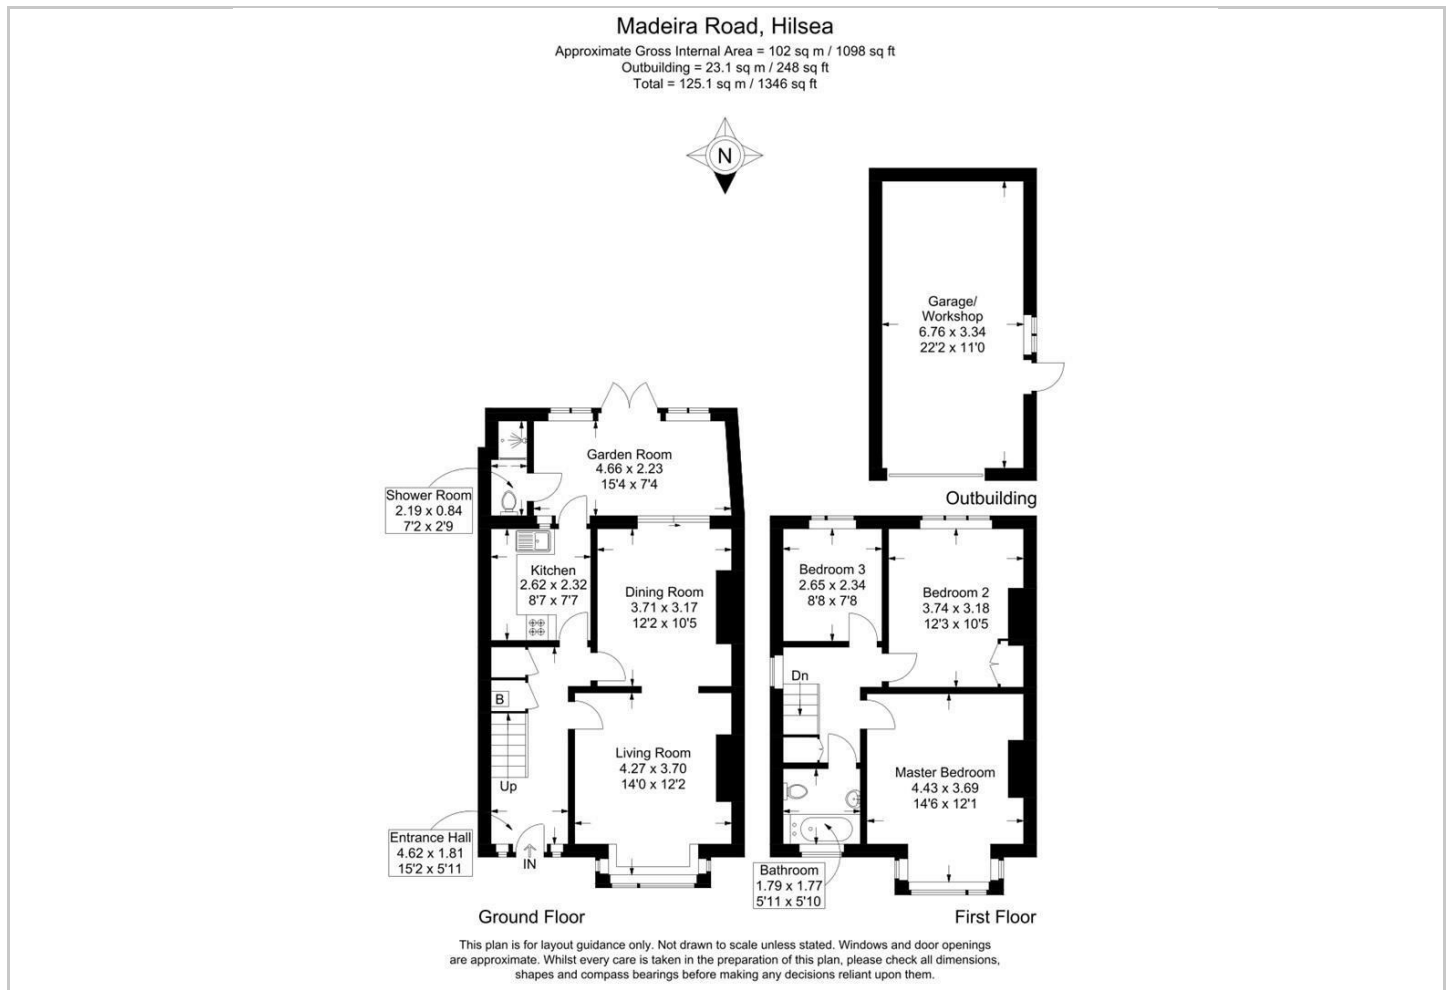 Madeira Road, Hilsea
Approximate Gross Internal Area = 102 sq m / 1098 sq ft
Outbuilding = 23.1 sq m / 248 sq ft
Total = 125.1 sq m / 1346 sq ft
N
Garage/
Workshop
6.76 x 3.34
22'2 x 11'0
Outbuilding
Garden Room
4.66 x 2.23
15'4 x 7'4
Shower Room
2.19 x 0.84
7'2 x 2'9
Kitchen
2.62 x 2.32
8'7 x 7'7
Dining Room
3.71 x 3.17
12'2 x 10'5
B
Living Room
4.27 x 3.70
14'0 x 12'2
Up
Entrance Hall
4.62 x 1.81
15'2 x 5'11
IN
Ground Floor
Bedroom 3
2.65 x 2.34
8'8 x 7'8
Bedroom 2
3.74 x 3.18
12'3 x 10'5
Dn
Master Bedroom
4.43 x 3.69
14'6 x 12'1
Bathroom
1.79 x 1.77
5'11 x 5'10
First Floor
This plan is for layout guidance only. Not drawn to scale unless stated. Windows and door openings
are approximate. Whilst every care is taken in the preparation of this plan, please check all dimensions,
shapes and compass bearings before making any decisions reliant upon them.